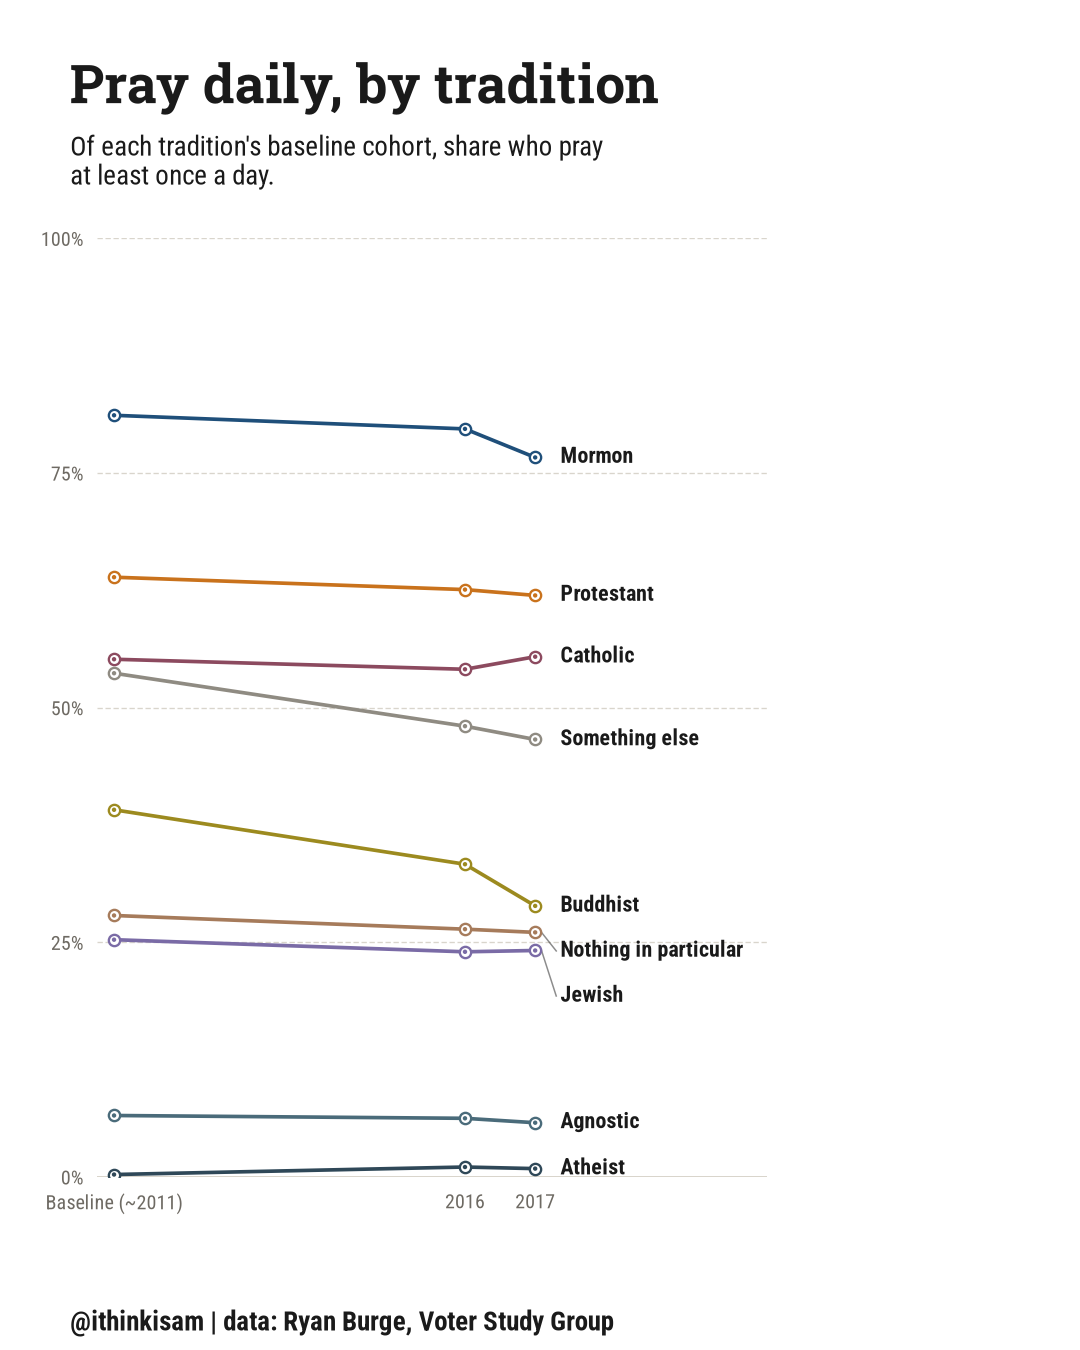 Pray daily, by tradition
Of each tradition's baseline cohort, share who pray
at least once a day.
100%
Mormon
75%
Protestant
Catholic
50%
Something else
Buddhist
25%
Nothing in particular
Jewish
Agnostic
Atheist
0%
Baseline (~2011) 2016 2017
@ithinkisam | data: Ryan Burge, Voter Study Group